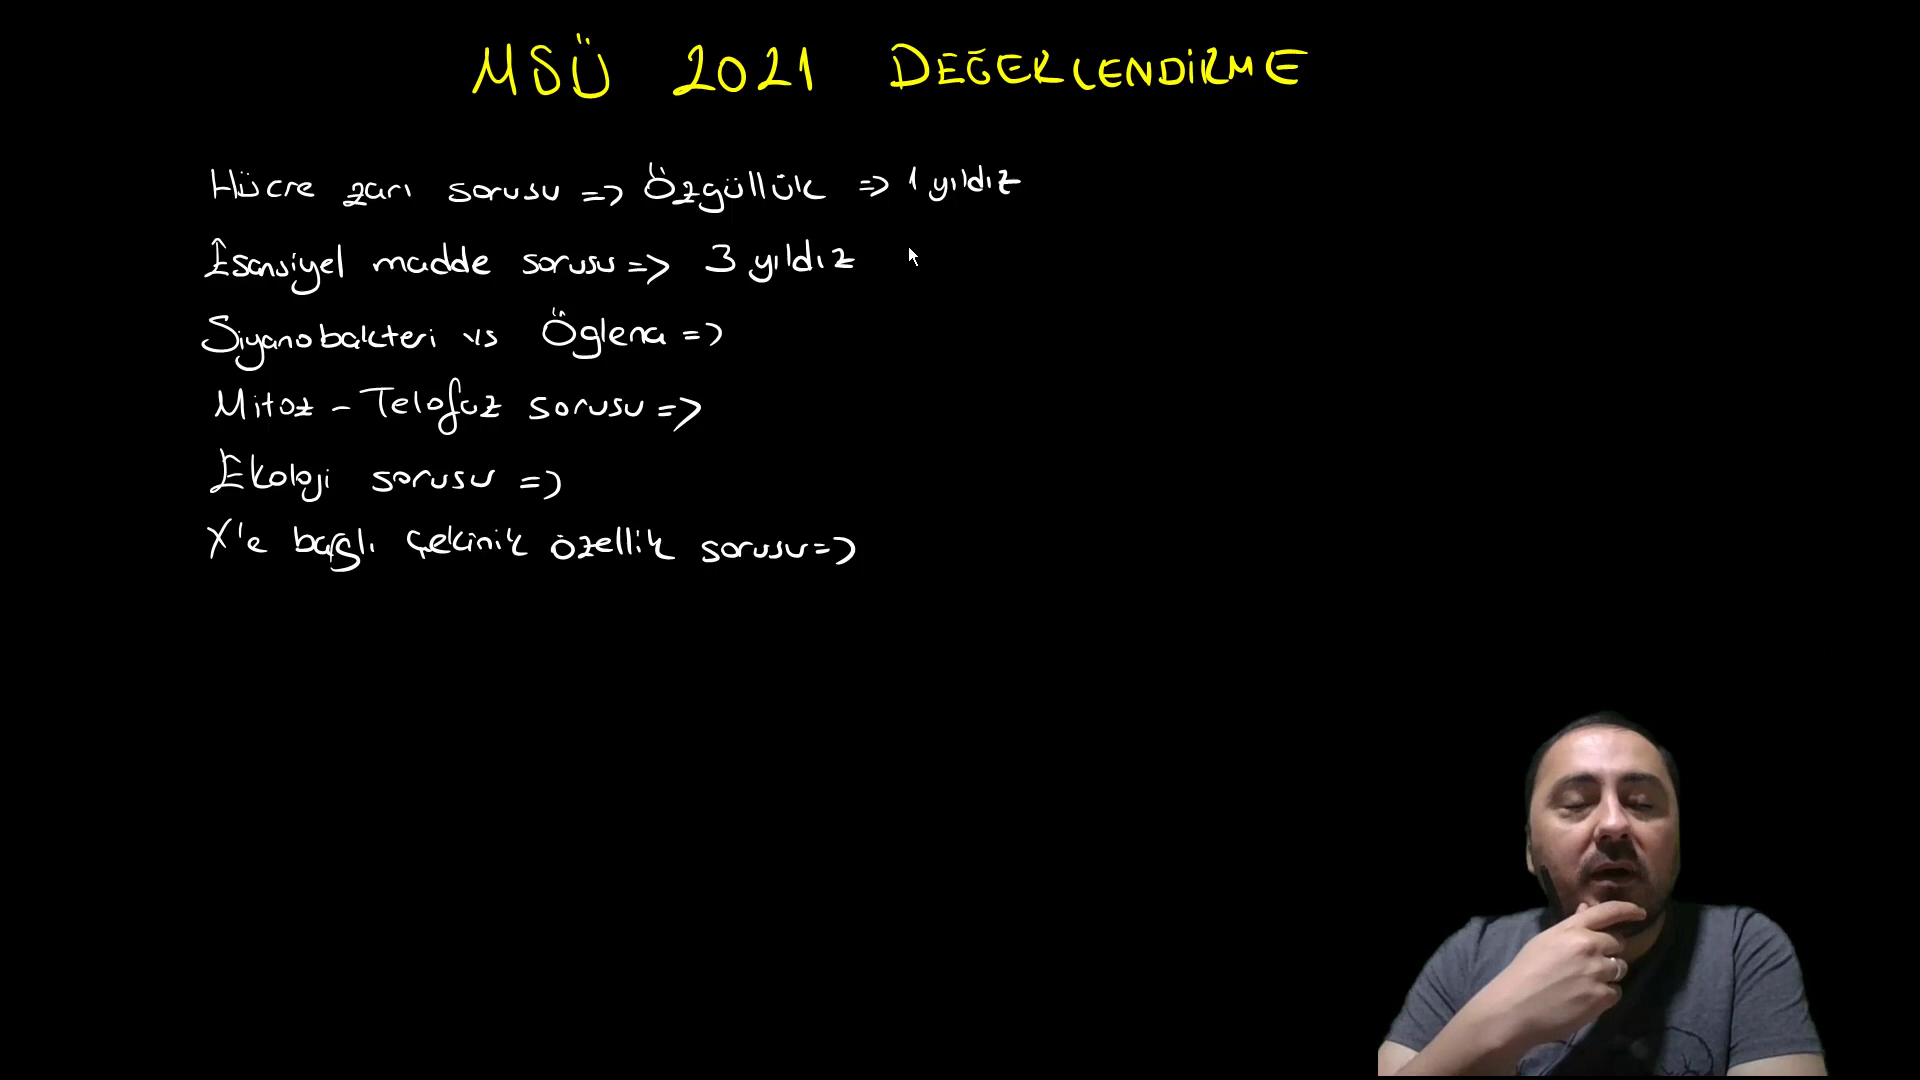 MSÜ 2021 DEĞERLENDİRME
Hücre zarı sorusu => Özgüllük => 1 yıldız
Esansiyel madde sorusu => 3 yıldız
Siyanobakteri vs Öglena =>
Mitoz - Telofaz sorusu =>
Ekoloji sorusu =>
X'e bağlı çekinik özellik sorusu =>